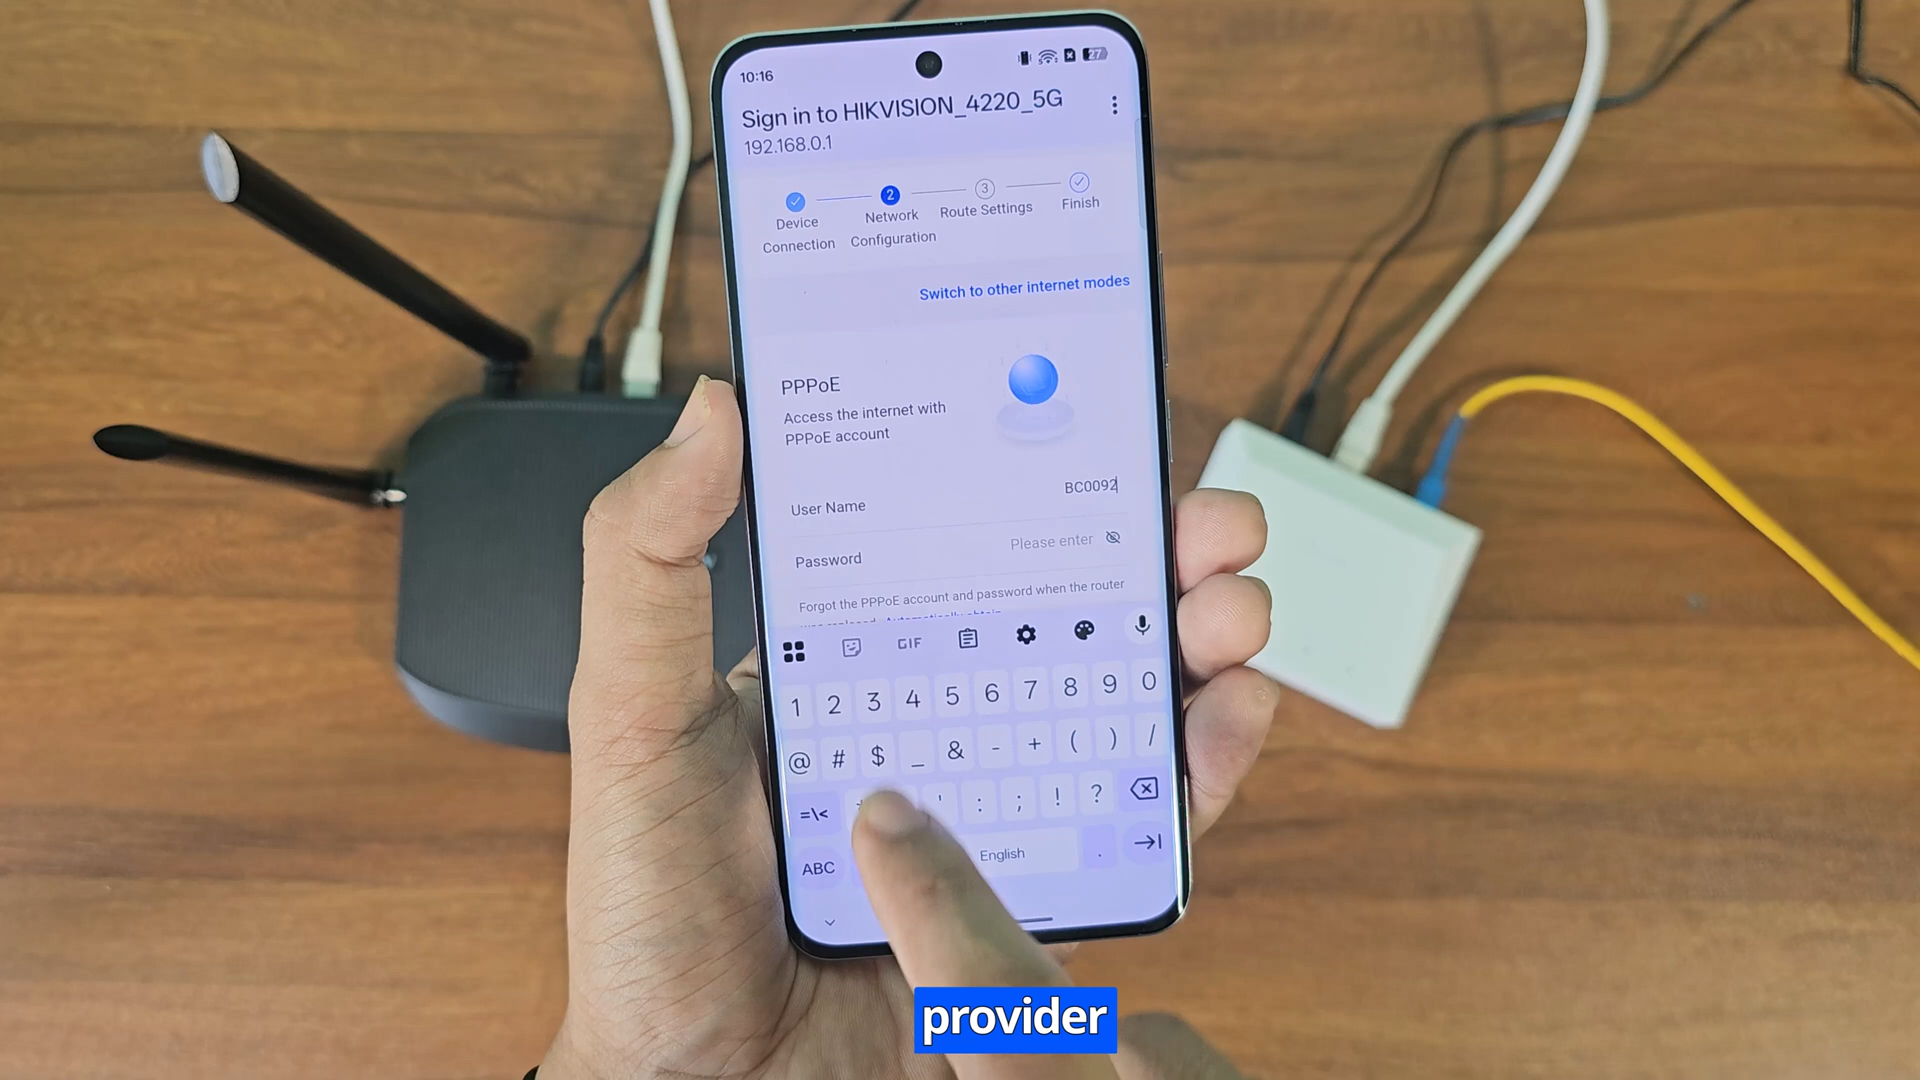 10:16
27
Sign in to HIKVISION_4220_5G
192.168.0.1
2
3
Device
Connection
Network
Configuration
Route Settings
Finish
Switch to other internet modes
PPPoE
Access the internet with
PPPoE account
User Name
BC0092
Password
Please enter
Forgot the PPPoE account and password when the router
GIF
1 2 3 4 5 6 7 8 9 0
@ # $ _ & - + ( ) /
=\< ' : ; ! ?
ABC English .
provider